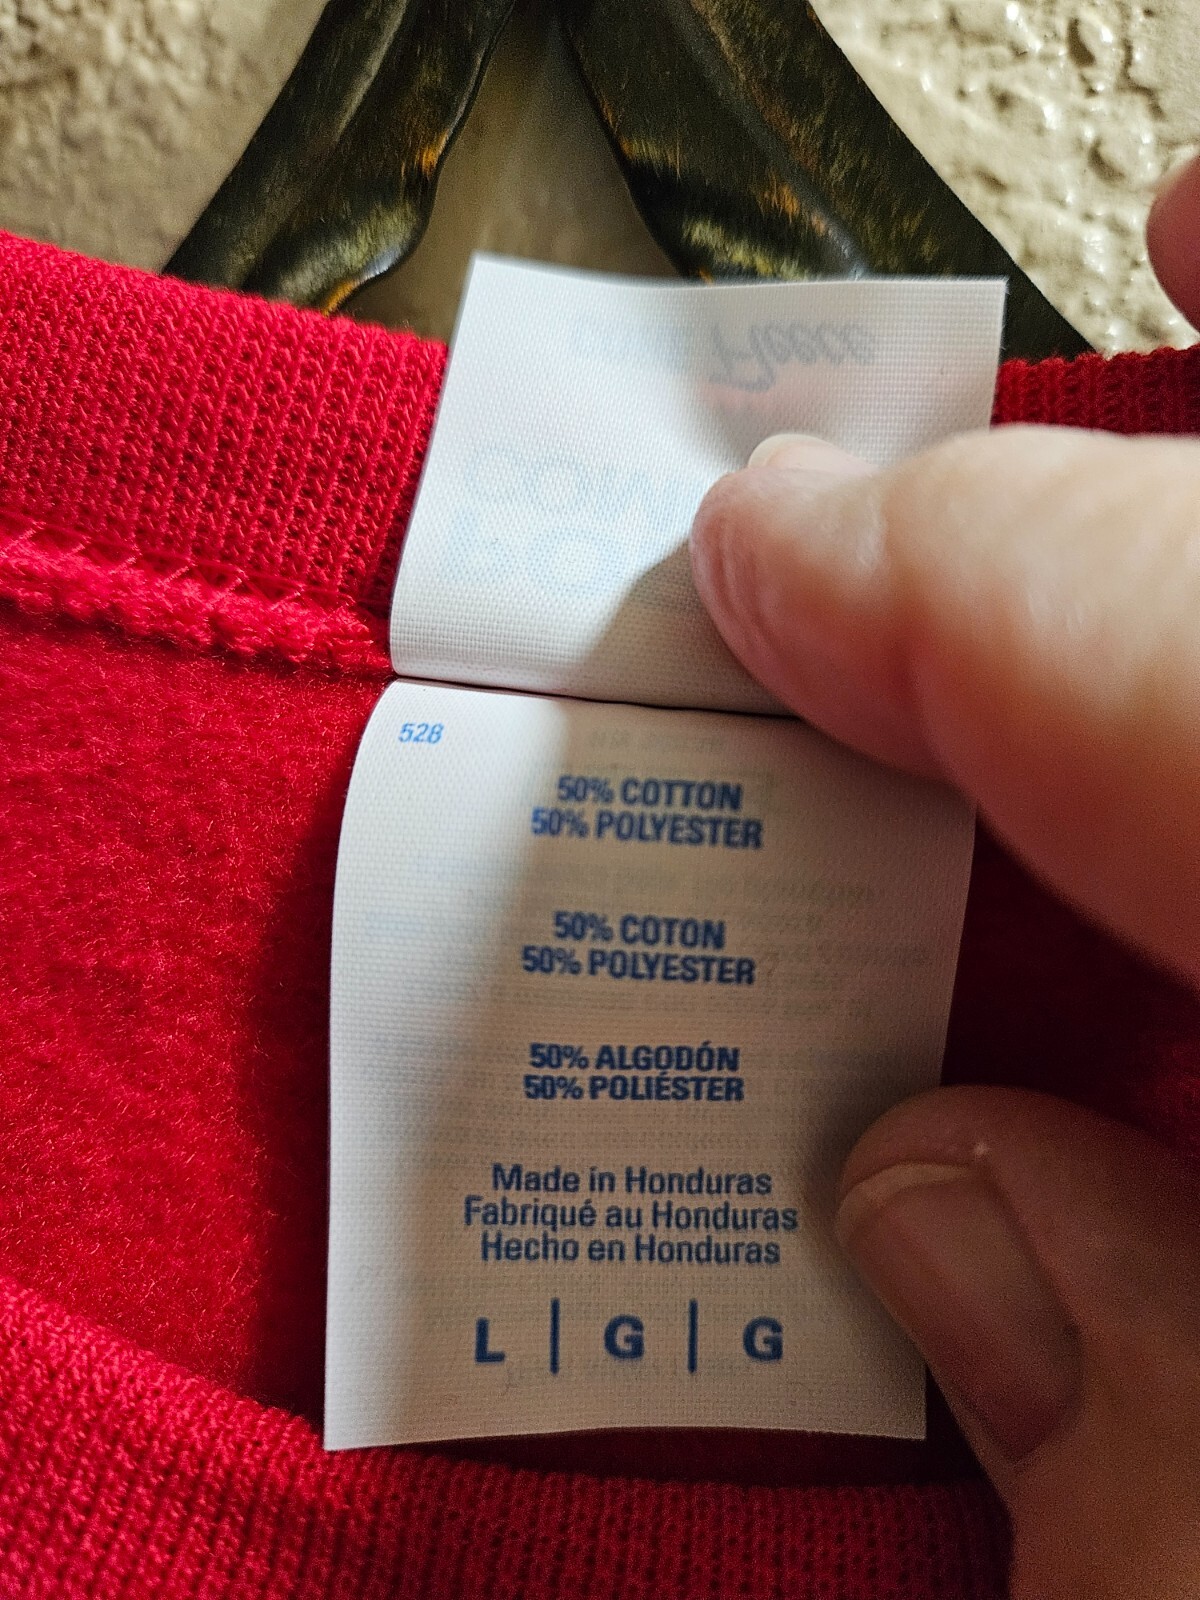 Fleece
528
50% COTTON
50% POLYESTER
50% COTON
50% POLYESTER
50% ALGODÓN
50% POLIÉSTER
Made in Honduras
Fabriqué au Honduras
Hecho en Honduras
L | G | G